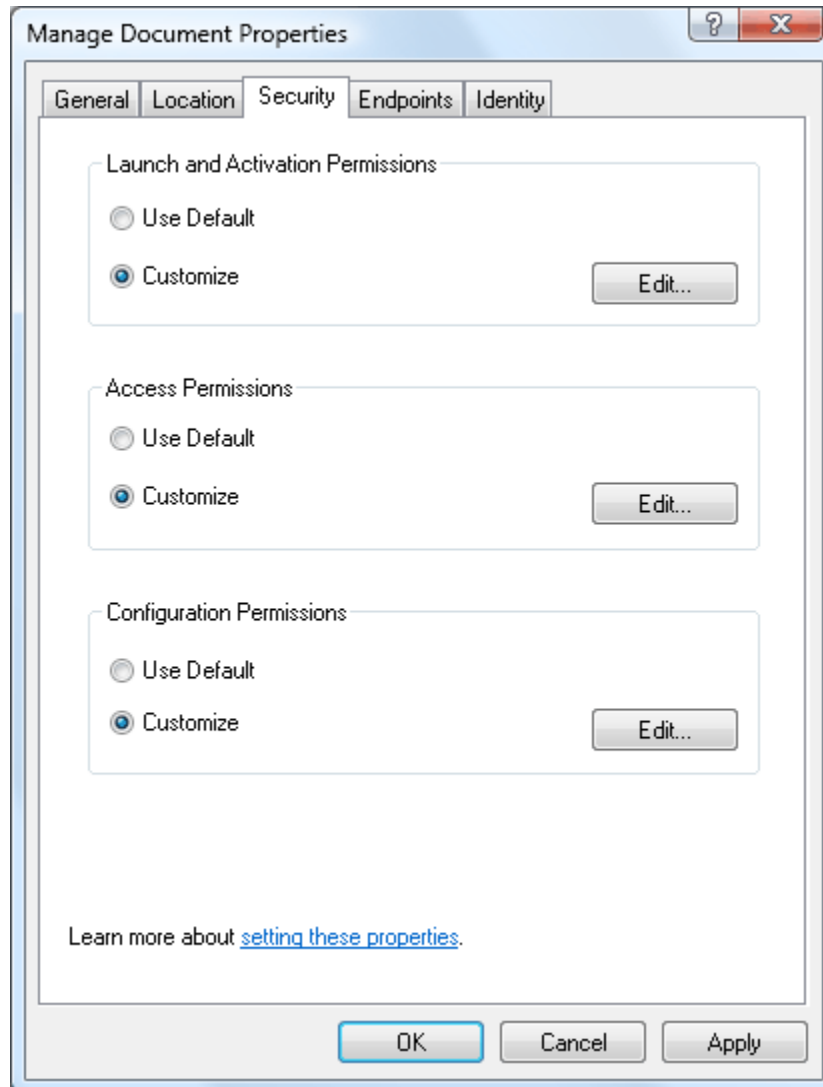 Manage Document Properties ? X
General Location Security Endpoints Identity
Launch and Activation Permissions
Use Default
Customize Edit...
Access Permissions
Use Default
Customize Edit...
Configuration Permissions
Use Default
Customize Edit...
Learn more about setting these properties.
OK Cancel Apply